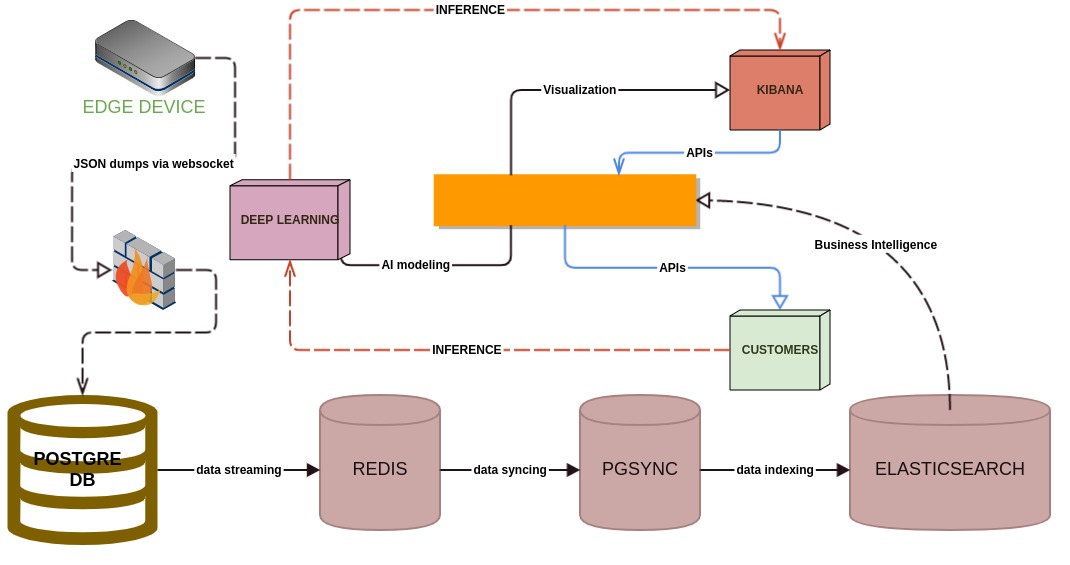 INFERENCE
EDGE DEVICE
Visualization
KIBANA
JSON dumps via websocket
APIs
DEEP LEARNING
Business Intelligence
AI modeling
APIs
INFERENCE
CUSTOMERS
POSTGRE
DB
data streaming
REDIS
data syncing
PGSYNC
data indexing
ELASTICSEARCH